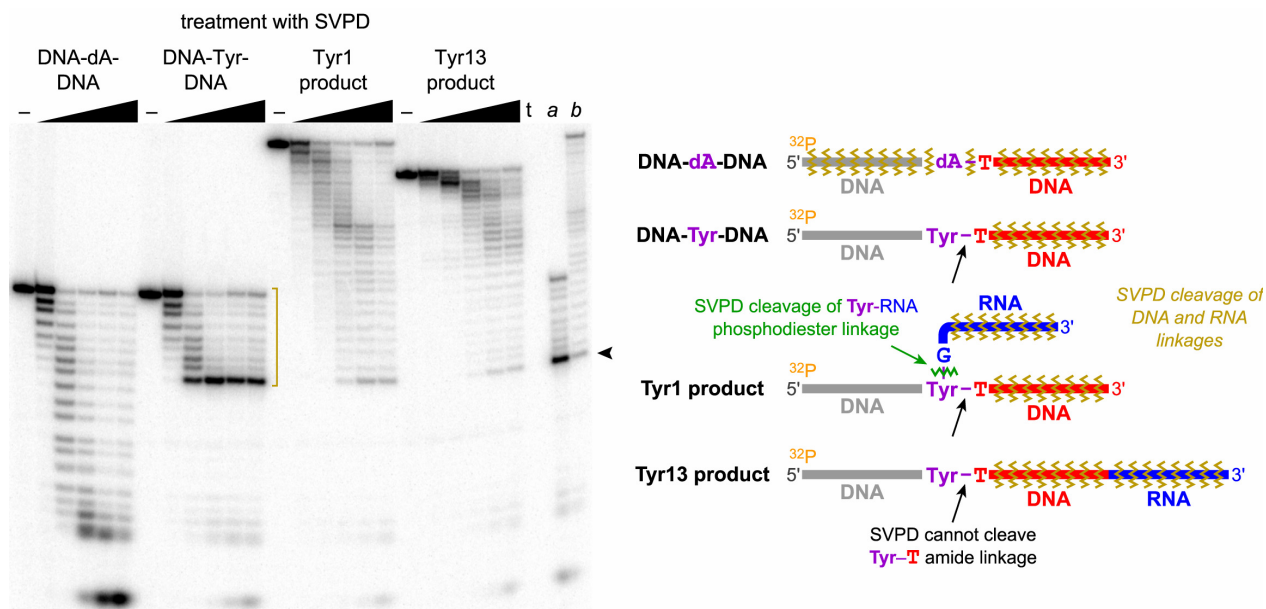 treatment with SVPD
DNA-dA-
DNA
DNA-Tyr-
DNA
Tyr1
product
Tyr13
product
– – – – t a b
32P
DNA-dA-DNA 5' dA–T 3'
DNA DNA
32P
DNA-Tyr-DNA 5' Tyr–T 3'
DNA DNA
SVPD cleavage of Tyr-RNA
phosphodiester linkage
RNA
3'
SVPD cleavage of
DNA and RNA
linkages
G
32P
Tyr1 product 5' Tyr–T 3'
DNA DNA
32P
Tyr13 product 5' Tyr–T 3'
DNA DNA RNA
SVPD cannot cleave
Tyr–T amide linkage